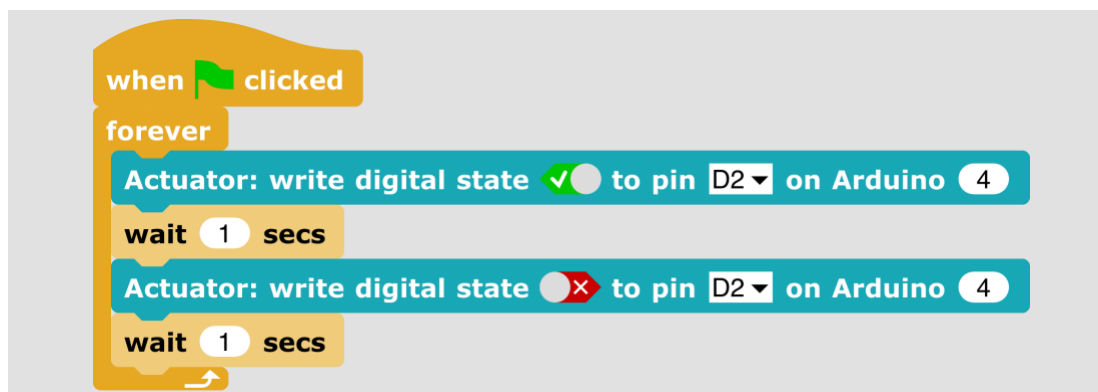 when clicked
forever
Actuator: write digital state to pin D2 on Arduino 4
wait 1 secs
Actuator: write digital state to pin D2 on Arduino 4
wait 1 secs